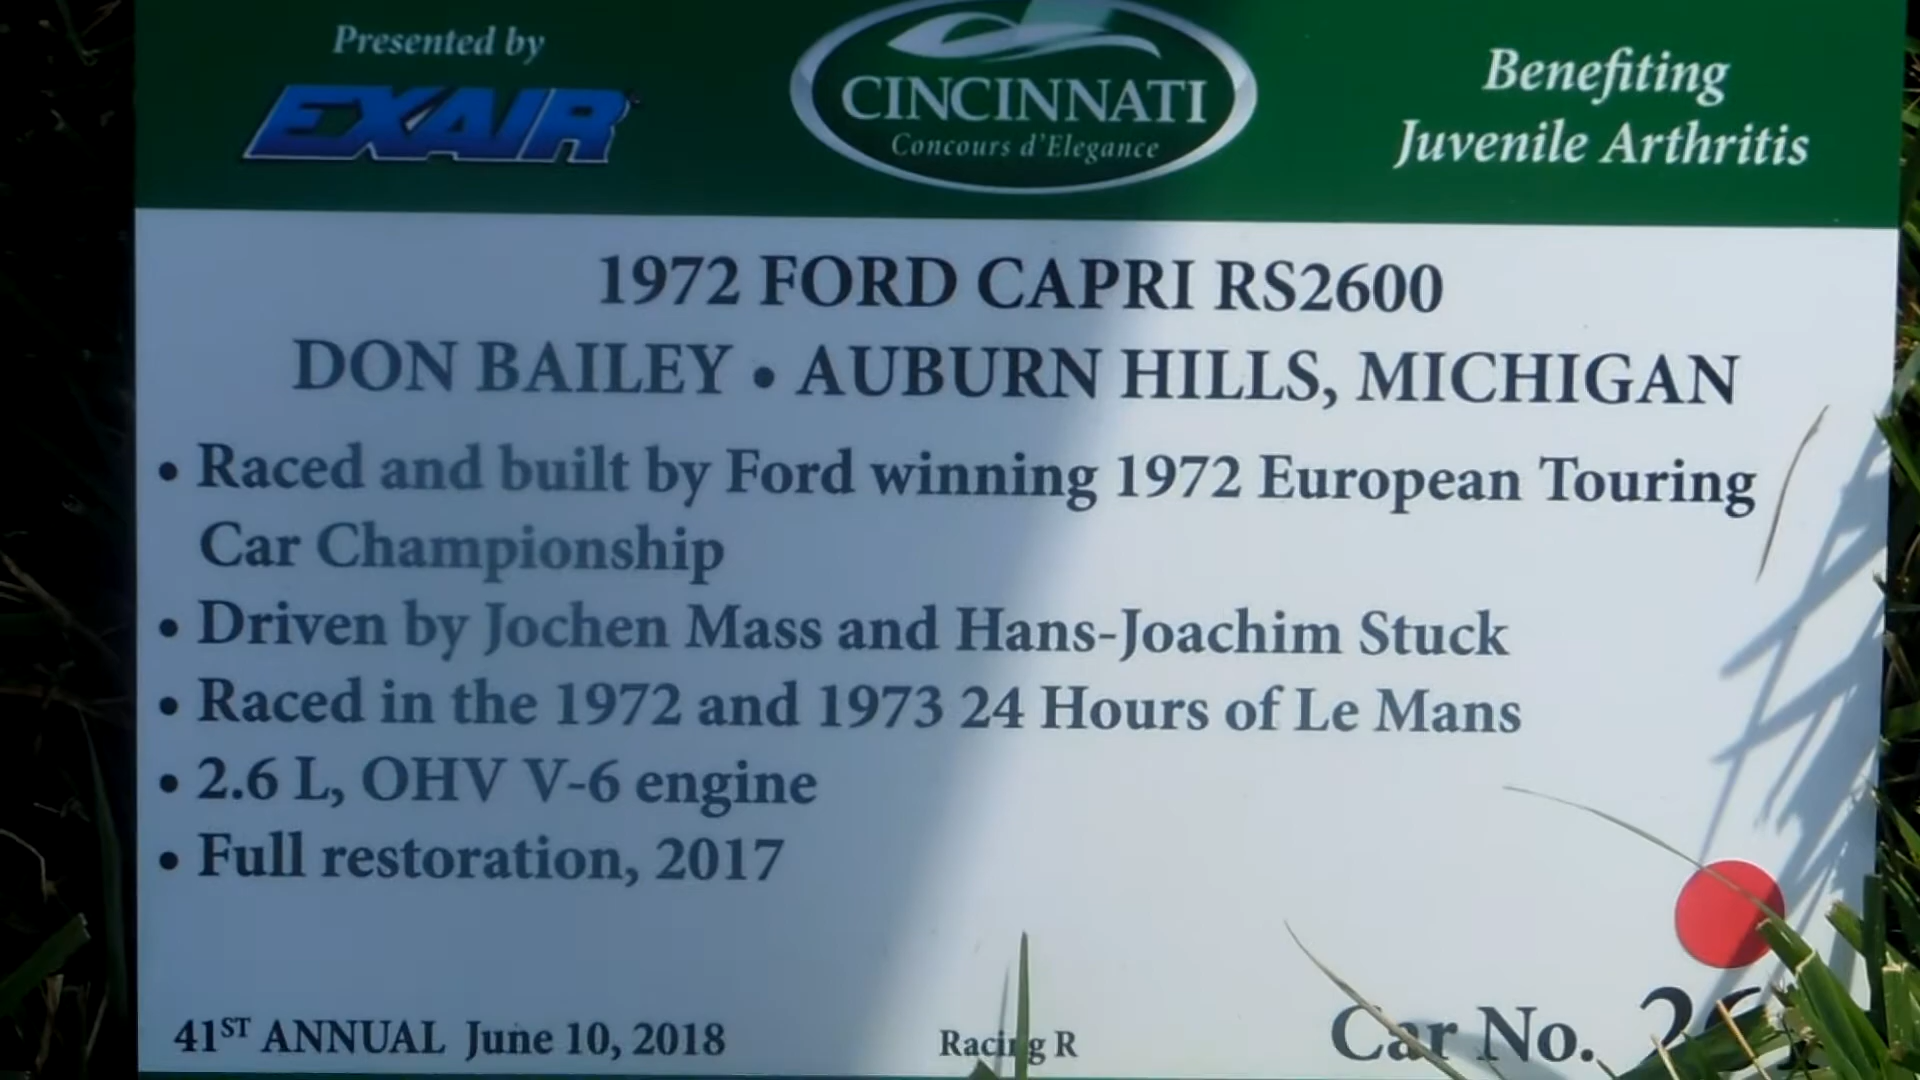 Presented by
EXAIR
CINCINNATI
Concours d'Elegance
Benefiting
Juvenile Arthritis
1972 FORD CAPRI RS2600
DON BAILEY • AUBURN HILLS, MICHIGAN
• Raced and built by Ford winning 1972 European Touring
Car Championship
• Driven by Jochen Mass and Hans-Joachim Stuck
• Raced in the 1972 and 1973 24 Hours of Le Mans
• 2.6 L, OHV V-6 engine
• Full restoration, 2017
41ST ANNUAL June 10, 2018
Racing R
Car No.